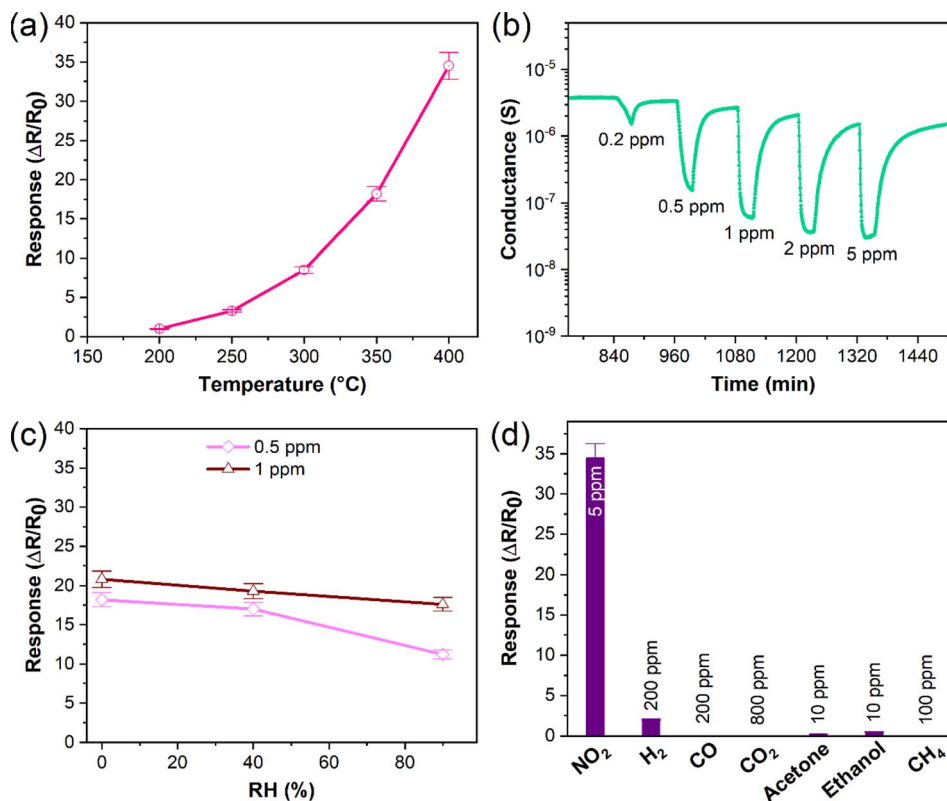 (a)
Response (ΔR/R₀)
40
35
30
25
20
15
10
5
0
150
200
250
300
350
400
Temperature (°C)
(b)
Conductance (S)
10⁻⁵
10⁻⁶
10⁻⁷
10⁻⁸
10⁻⁹
0.2 ppm
0.5 ppm
1 ppm
2 ppm
5 ppm
840
960
1080
1200
1320
1440
Time (min)
(c)
Response (ΔR/R₀)
40
35
30
25
20
15
10
5
0
0.5 ppm
1 ppm
0
20
40
60
80
RH (%)
(d)
Response (ΔR/R₀)
35
30
25
20
15
10
5
0
5 ppm
200 ppm
200 ppm
800 ppm
10 ppm
10 ppm
100 ppm
NO₂
H₂
CO
CO₂
Acetone
Ethanol
CH₄